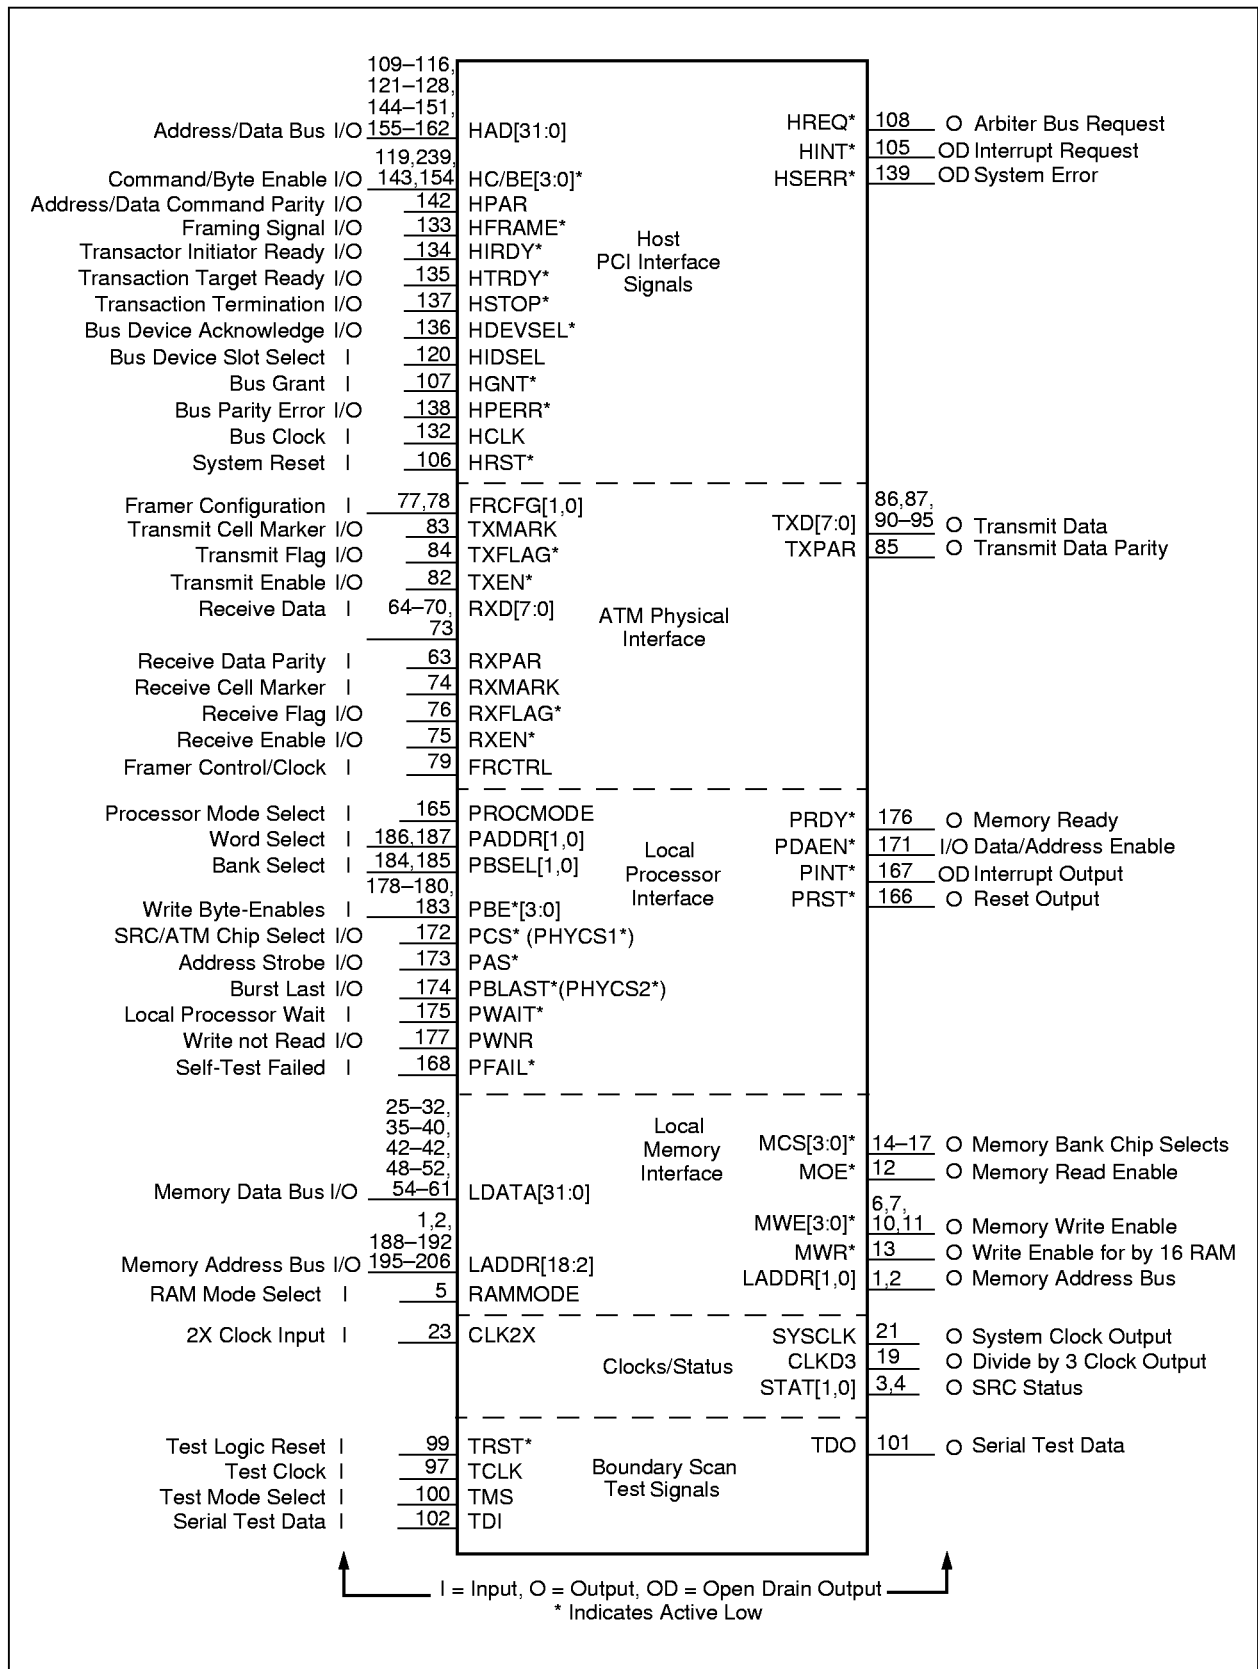 109–116,
121–128,
144–151,
Address/Data Bus I/O 155–162 HAD[31:0]
HREQ* 108 O Arbiter Bus Request
HINT* 105 OD Interrupt Request
HSERR* 139 OD System Error
119,239,
Command/Byte Enable I/O 143,154 HC/BE[3:0]*
Address/Data Command Parity I/O 142 HPAR
Framing Signal I/O 133 HFRAME*
Transactor Initiator Ready I/O 134 HIRDY*
Transaction Target Ready I/O 135 HTRDY*
Transaction Termination I/O 137 HSTOP*
Bus Device Acknowledge I/O 136 HDEVSEL*
Bus Device Slot Select I 120 HIDSEL
Bus Grant I 107 HGNT*
Bus Parity Error I/O 138 HPERR*
Bus Clock I 132 HCLK
System Reset I 106 HRST*
Host
PCI Interface
Signals
Framer Configuration I 77,78 FRCFG[1,0]
Transmit Cell Marker I/O 83 TXMARK
Transmit Flag I/O 84 TXFLAG*
Transmit Enable I/O 82 TXEN*
Receive Data I 64–70, RXD[7:0]
73
Receive Data Parity I 63 RXPAR
Receive Cell Marker I 74 RXMARK
Receive Flag I/O 76 RXFLAG*
Receive Enable I/O 75 RXEN*
Framer Control/Clock I 79 FRCTRL
ATM Physical
Interface
86,87,
TXD[7:0] 90–95 O Transmit Data
TXPAR 85 O Transmit Data Parity
Processor Mode Select I 165 PROCMODE
Word Select I 186,187 PADDR[1,0]
Bank Select I 184,185 PBSEL[1,0]
178–180,
Write Byte-Enables I 183 PBE*[3:0]
SRC/ATM Chip Select I/O 172 PCS* (PHYCS1*)
Address Strobe I/O 173 PAS*
Burst Last I/O 174 PBLAST*(PHYCS2*)
Local Processor Wait I 175 PWAIT*
Write not Read I/O 177 PWNR
Self-Test Failed I 168 PFAIL*
Local
Processor
Interface
PRDY* 176 O Memory Ready
PDAEN* 171 I/O Data/Address Enable
PINT* 167 OD Interrupt Output
PRST* 166 O Reset Output
25–32,
35–40,
42–42,
48–52,
Memory Data Bus I/O 54–61 LDATA[31:0]
1,2,
188–192
Memory Address Bus I/O 195–206 LADDR[18:2]
RAM Mode Select I 5 RAMMODE
Local
Memory
Interface
MCS[3:0]* 14–17 O Memory Bank Chip Selects
MOE* 12 O Memory Read Enable
6,7,
MWE[3:0]* 10,11 O Memory Write Enable
MWR* 13 O Write Enable for by 16 RAM
LADDR[1,0] 1,2 O Memory Address Bus
2X Clock Input I 23 CLK2X
Clocks/Status
SYSCLK 21 O System Clock Output
CLKD3 19 O Divide by 3 Clock Output
STAT[1,0] 3,4 O SRC Status
Test Logic Reset I 99 TRST*
Test Clock I 97 TCLK
Test Mode Select I 100 TMS
Serial Test Data I 102 TDI
Boundary Scan
Test Signals
TDO 101 O Serial Test Data
I = Input, O = Output, OD = Open Drain Output
* Indicates Active Low